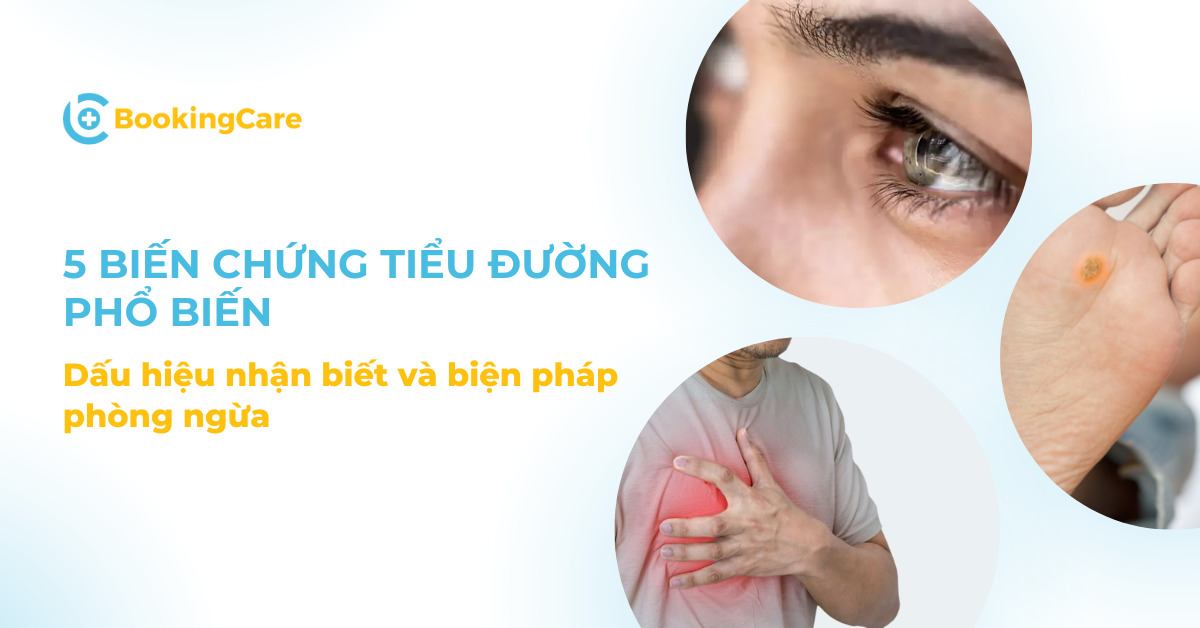 BookingCare
5 BIẾN CHỨNG TIỂU ĐƯỜNG
PHỔ BIẾN
Dấu hiệu nhận biết và biện pháp
phòng ngừa